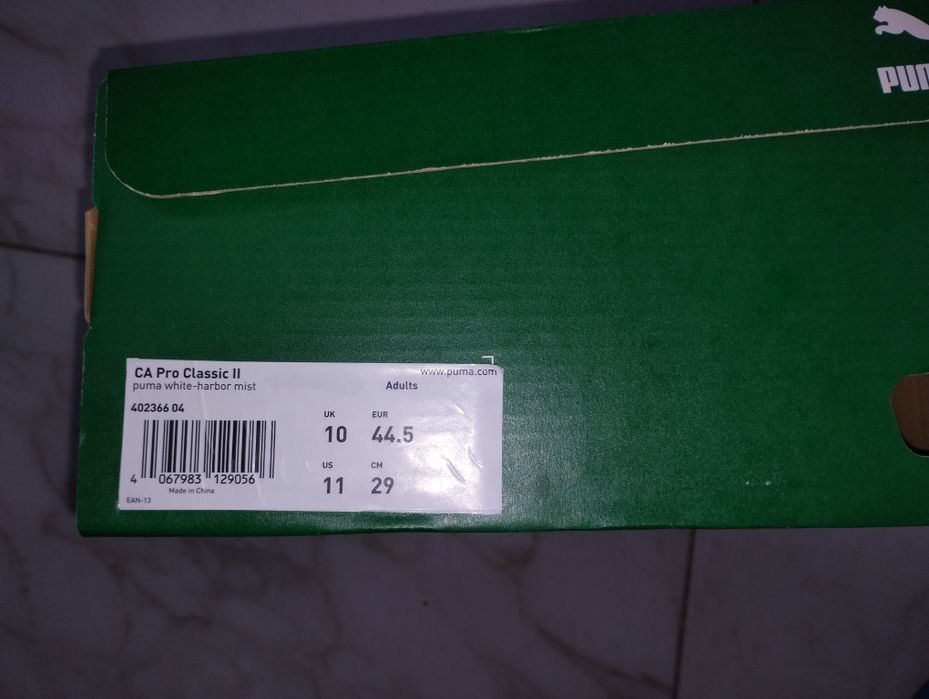 PUM
CA Pro Classic II
puma white-harbor mist
402366 04
www.puma.com
Adults
UK EUR
10 44.5
US CM
11 29
4 067983 129056
Made in China
EAN-13